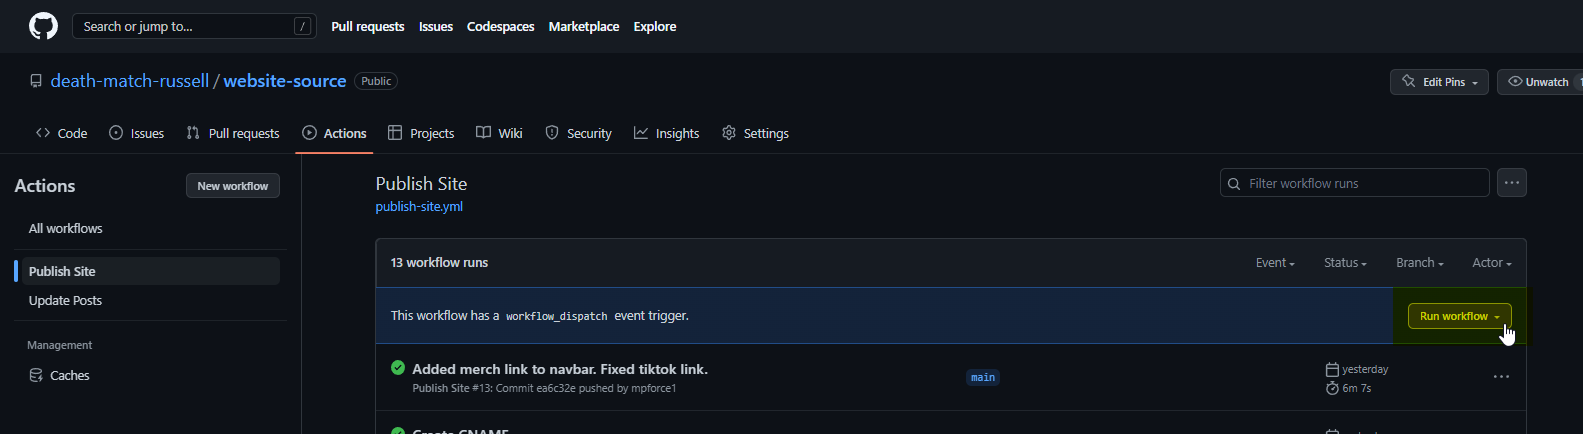 Search or jump to... / Pull requests Issues Codespaces Marketplace Explore
death-match-russell / website-source Public Edit Pins Unwatch
Code Issues Pull requests Actions Projects Wiki Security Insights Settings
Actions New workflow
All workflows
Publish Site
Update Posts
Management
Caches
Publish Site
publish-site.yml
Filter workflow runs
13 workflow runs Event Status Branch Actor
This workflow has a workflow_dispatch event trigger. Run workflow
Added merch link to navbar. Fixed tiktok link. main yesterday
Publish Site #13: Commit ea6c32e pushed by mpforce1 6m 7s
Create CNAME